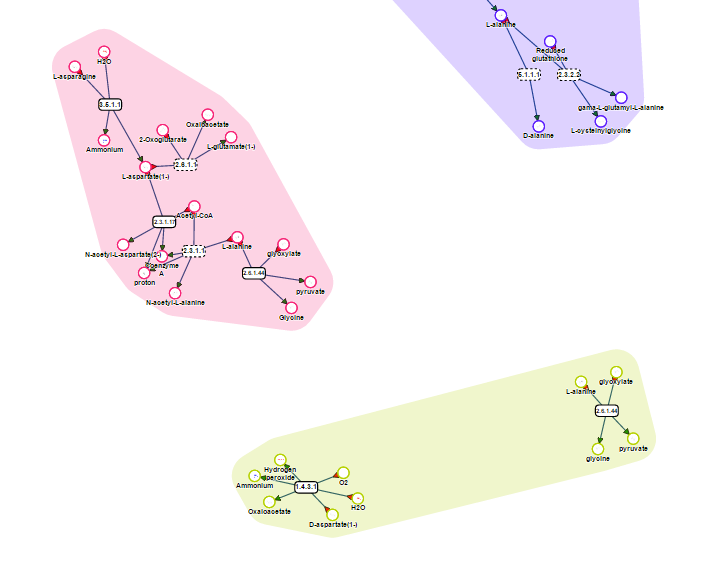 L-alanine
Reduced
glutathione
5.1.1.1
2.3.2.2
gama-L-glutamyl-L-alanine
L-cysteinylglycine
D-alanine
H2O
L-asparagine
3.5.1.1
Ammonium
Oxaloacetate
2-Oxoglutarate
L-glutamate(1-)
2.6.1.1
L-aspartate(1-)
Acetyl-CoA
2.3.1.17
L-alanine
N-acetyl-L-aspartate(2-)
2.3.1.1
glyoxylate
Coenzyme
A
proton
2.6.1.44
pyruvate
N-acetyl-L-alanine
Glycine
glyoxylate
L-alanine
2.6.1.44
pyruvate
glycine
Hydrogen
peroxide
Ammonium
1.4.3.1
O2
Oxaloacetate
H2O
D-aspartate(1-)